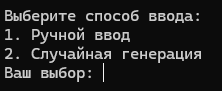 Выберите способ ввода:
1. Ручной ввод
2. Случайная генерация
Ваш выбор: